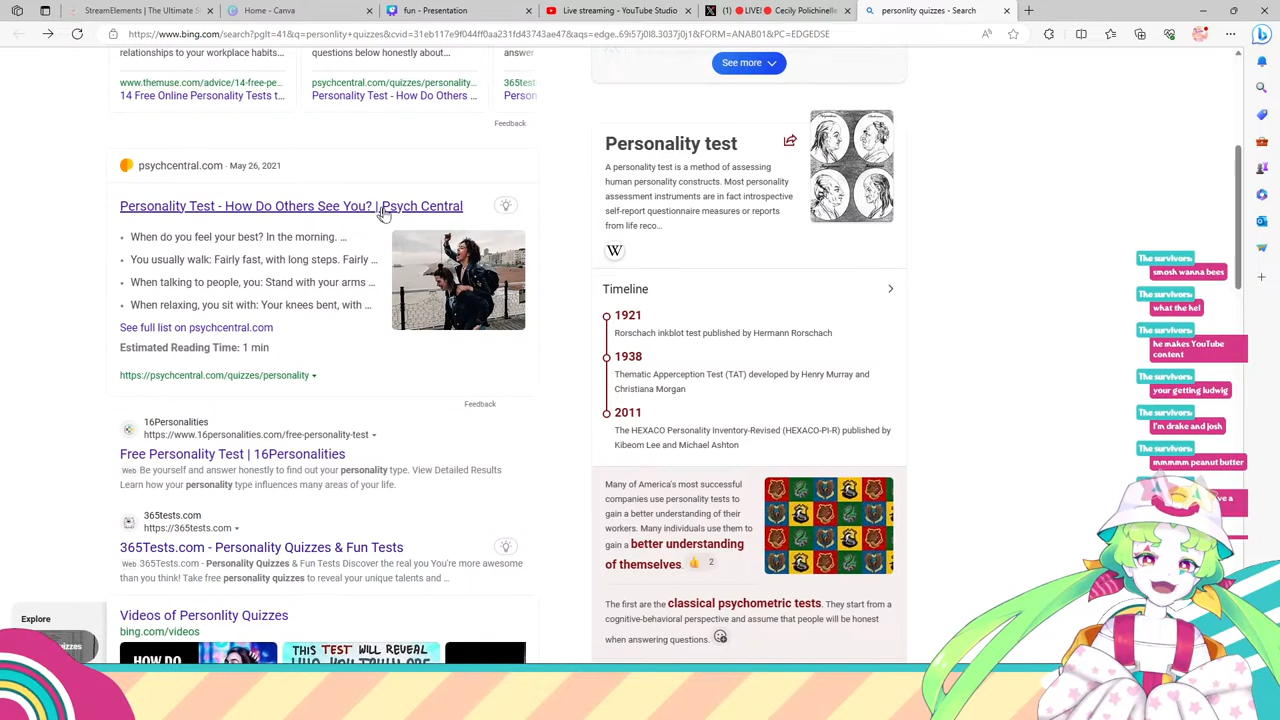 StreamElements | The Ultimate S
Home - Canva
fun - Presentation
Live streaming - YouTube Studio
(1) 🔴LIVE!🔴 Cecily Polichinelle
personlity quizzes - Search
https://www.bing.com/search?pglt=41&q=personlity+quizzes&cvid=31eb117e9f044ff0aa231fd43743ae47&aqs=edge..69i57j0l8.3037j0j1&FORM=ANAB01&PC=EDGEDSE
relationships to your workplace habits...
questions below honestly about...
answer
www.themuse.com/advice/14-free-pe...
14 Free Online Personality Tests t...
psychcentral.com/quizzes/personality
Personality Test - How Do Others ...
365test
Person
Feedback
psychcentral.com · May 26, 2021
Personality Test - How Do Others See You? | Psych Central
When do you feel your best? In the morning. ...
You usually walk: Fairly fast, with long steps. Fairly ...
When talking to people, you: Stand with your arms ...
When relaxing, you sit with: Your knees bent, with ...
See full list on psychcentral.com
Estimated Reading Time: 1 min
https://psychcentral.com/quizzes/personality
Feedback
16Personalities
https://www.16personalities.com/free-personality-test
Free Personality Test | 16Personalities
Web Be yourself and answer honestly to find out your personality type. View Detailed Results
Learn how your personality type influences many areas of your life.
365tests.com
https://365tests.com
365Tests.com - Personality Quizzes & Fun Tests
Web 365Tests.com - Personality Quizzes & Fun Tests Discover the real you You're more awesome
than you think! Take free personality quizzes to reveal your unique talents and ...
Explore
zzes
Videos of Personlity Quizzes
bing.com/videos
HOW DO
THIS TEST WILL REVEAL
See more
Personality test
A personality test is a method of assessing
human personality constructs. Most personality
assessment instruments are in fact introspective
self-report questionnaire measures or reports
from life reco...
W
Timeline
1921
Rorschach inkblot test published by Hermann Rorschach
1938
Thematic Apperception Test (TAT) developed by Henry Murray and
Christiana Morgan
2011
The HEXACO Personality Inventory-Revised (HEXACO-PI-R) published by
Kibeom Lee and Michael Ashton
Many of America's most successful
companies use personality tests to
gain a better understanding of their
workers. Many individuals use them to
gain a better understanding
of themselves. 👍 2
The first are the classical psychometric tests. They start from a
cognitive-behavioral perspective and assume that people will be honest
when answering questions.
The survivors:
smosh wanna bees
The survivors:
what the hel
The survivors:
he makes YouTube
content
The survivors:
your getting ludwig
The survivors:
I'm drake and josh
The survivors:
mmmmm peanut butter